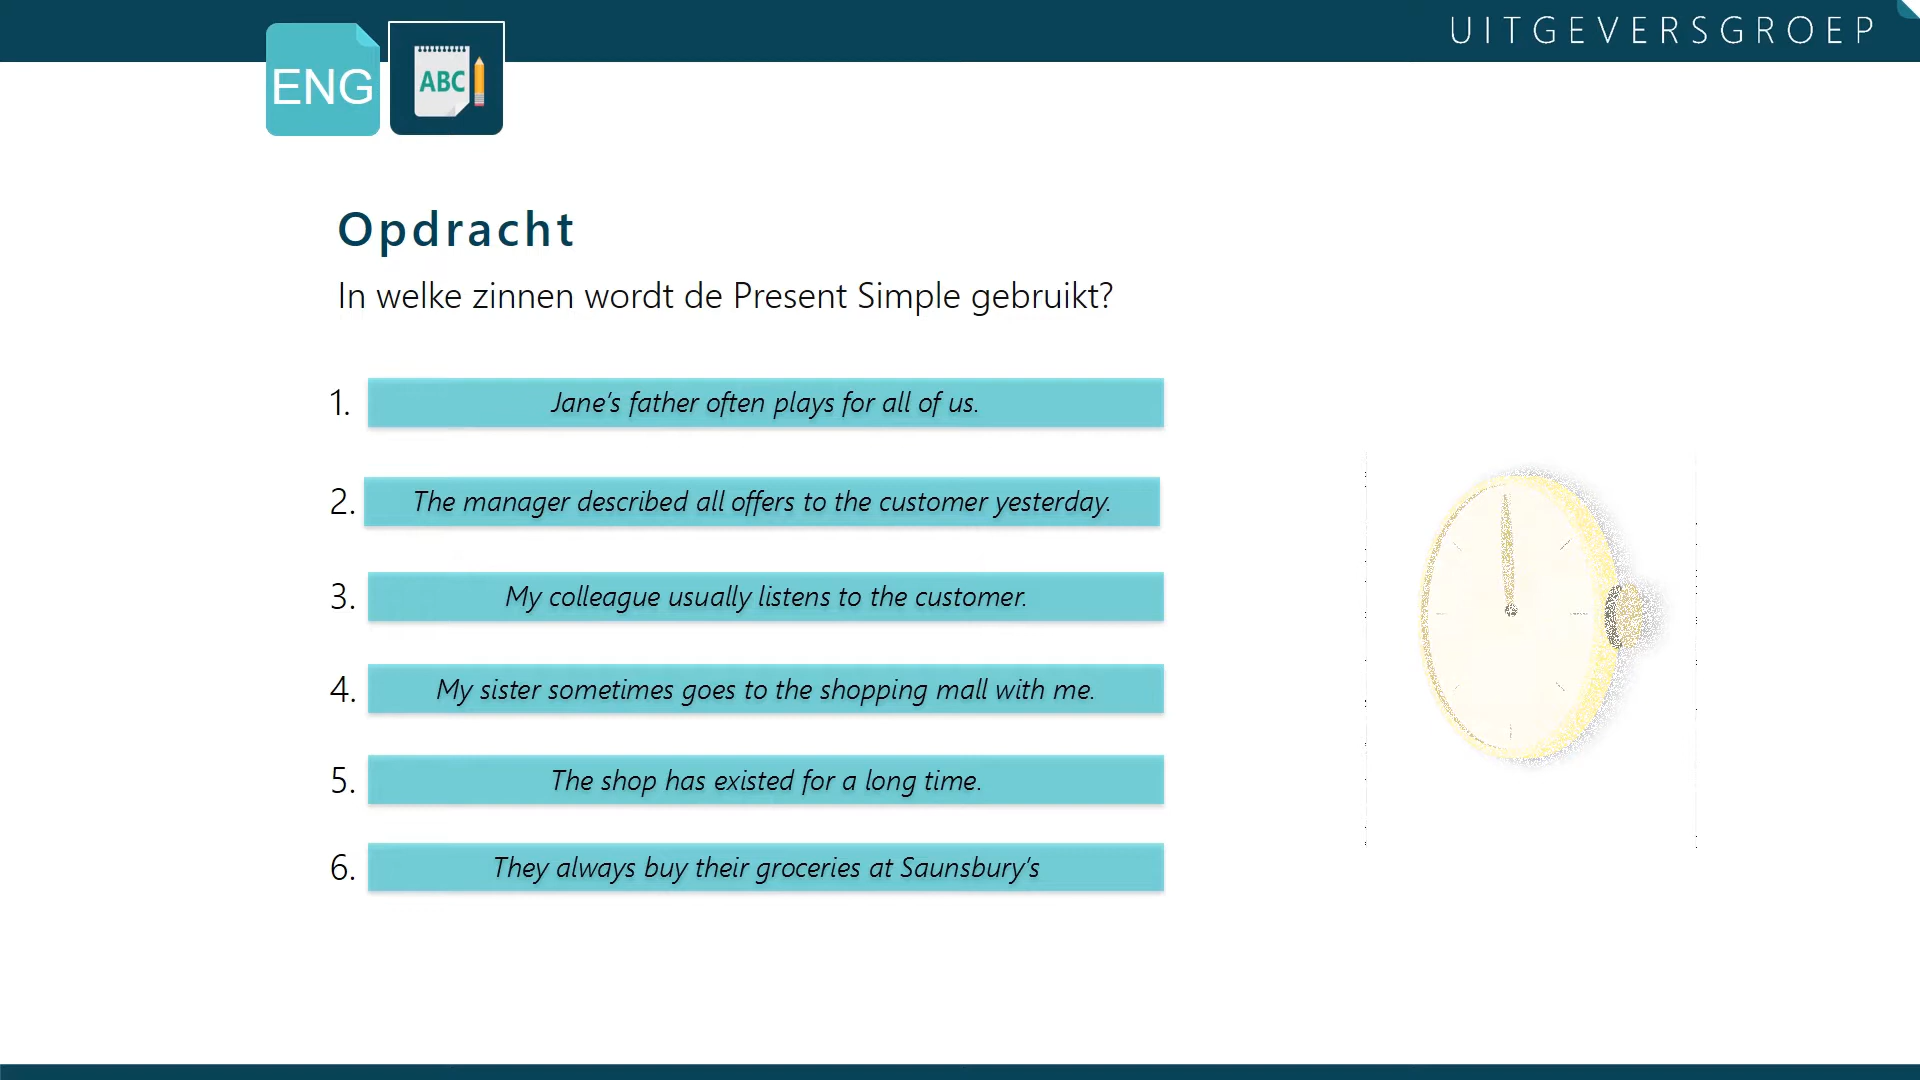 UITGEVERSGROEP
ENG
ABC
Opdracht
In welke zinnen wordt de Present Simple gebruikt?
1. Jane's father often plays for all of us.
2. The manager described all offers to the customer yesterday.
3. My colleague usually listens to the customer.
4. My sister sometimes goes to the shopping mall with me.
5. The shop has existed for a long time.
6. They always buy their groceries at Saunsbury's